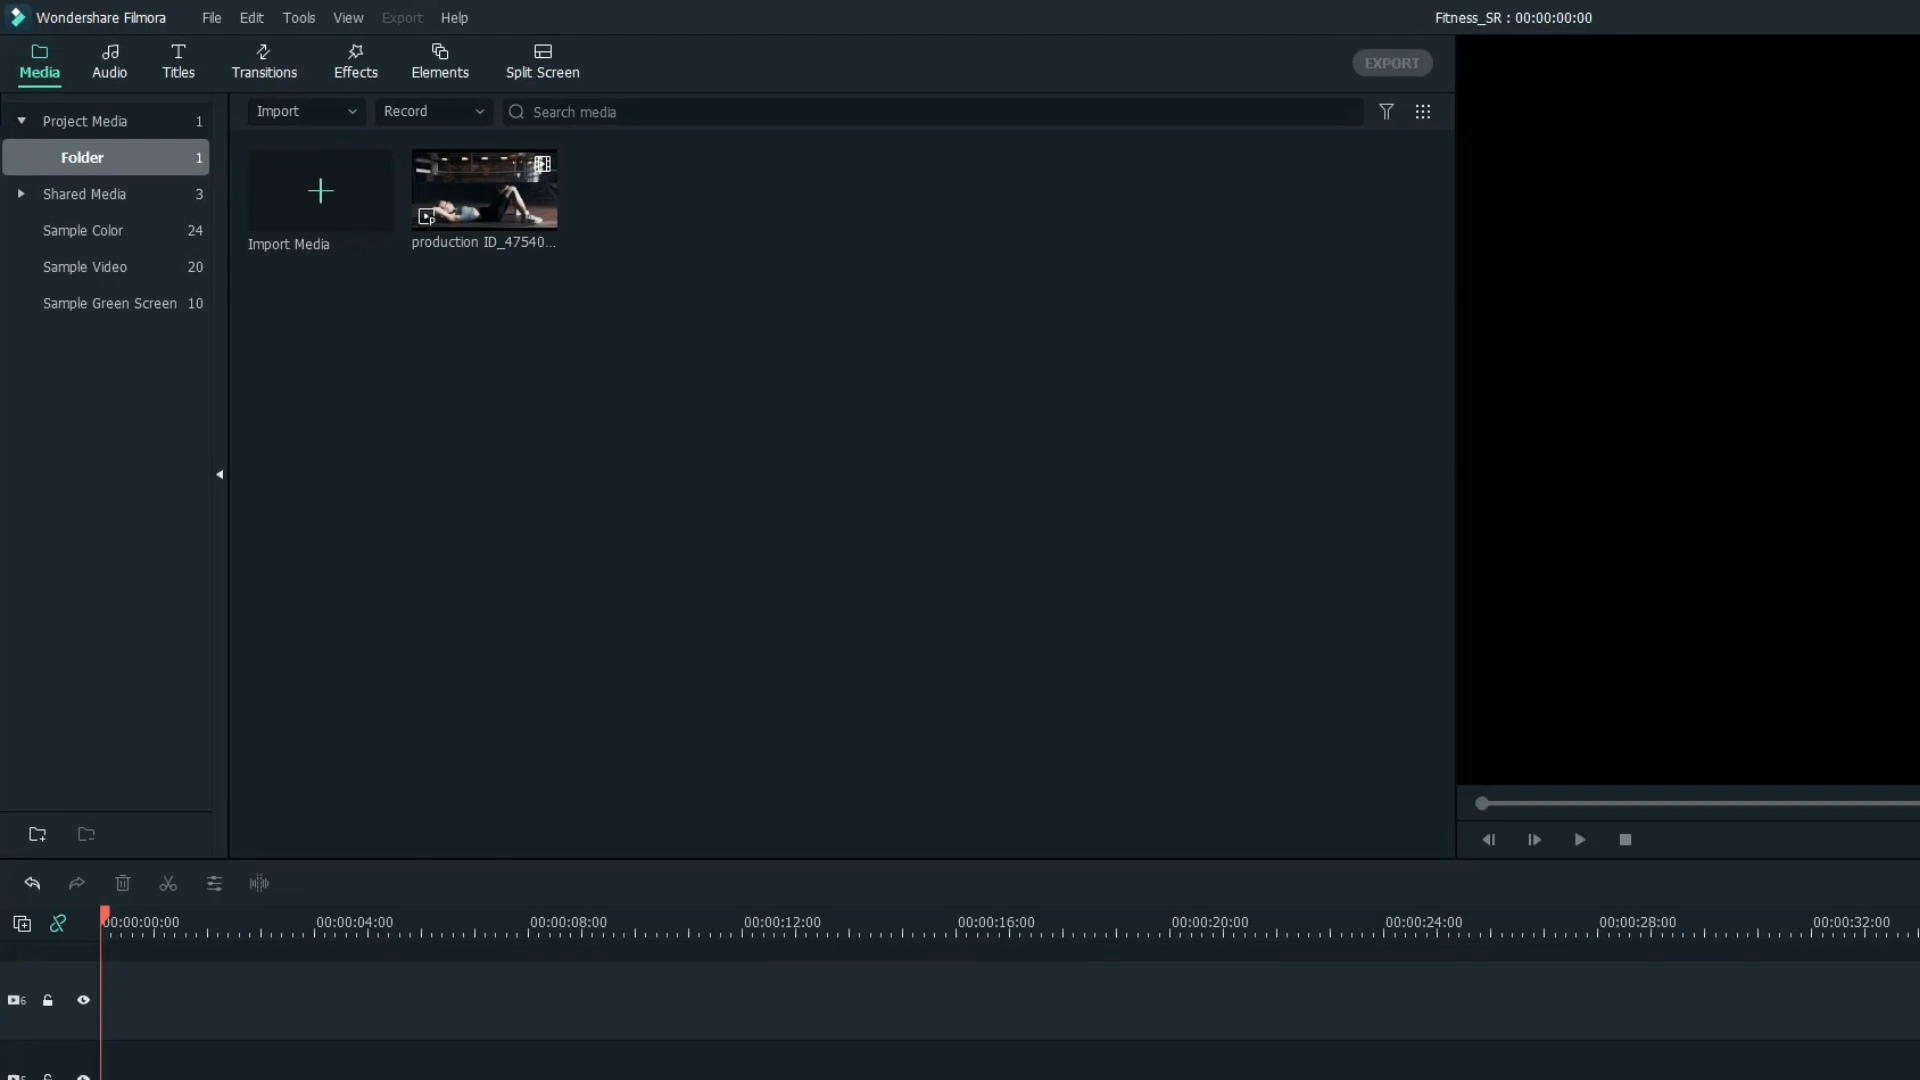 Wondershare Filmora File Edit Tools View Export Help Fitness_SR : 00:00:00:00
Media Audio Titles Transitions Effects Elements Split Screen EXPORT
Import Record Search media
Project Media 1
Folder 1
Shared Media 3
Sample Color 24
Sample Video 20
Sample Green Screen 10
Import Media production ID_47540...
00:00:00:00 00:00:04:00 00:00:08:00 00:00:12:00 00:00:16:00 00:00:20:00 00:00:24:00 00:00:28:00 00:00:32:00
6